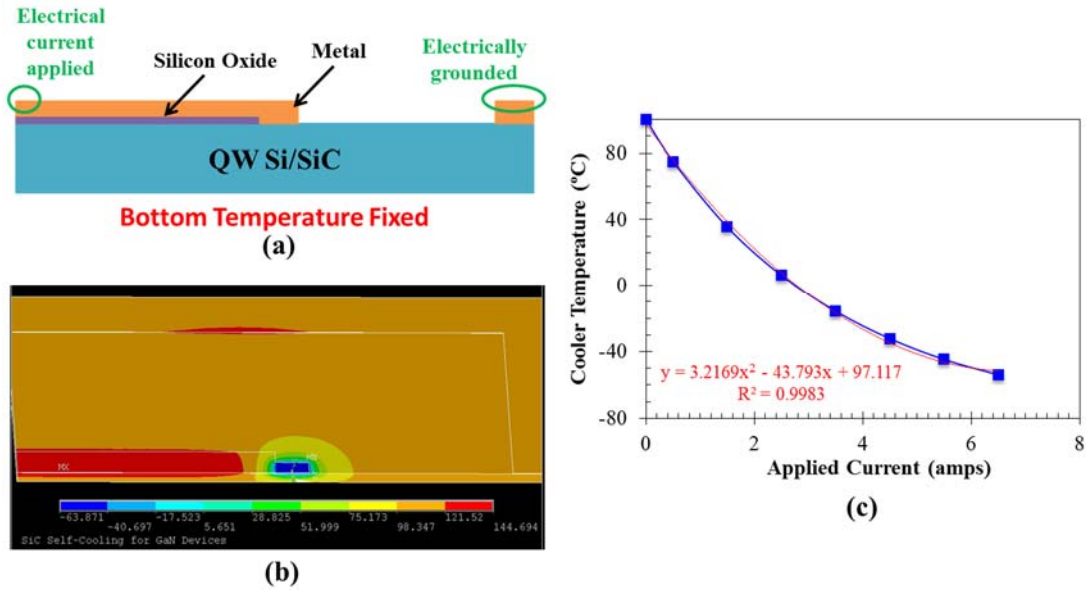 Electrical
current
applied
Silicon Oxide
Metal
Electrically
grounded
QW Si/SiC
Bottom Temperature Fixed
(a)
MX
MN
-63.871
-40.697
-17.523
5.651
28.825
51.999
75.173
98.347
121.52
144.694
SiC Self-Cooling for GaN Devices
(b)
Cooler Temperature (ºC)
80
40
0
-40
-80
y = 3.2169x² - 43.793x + 97.117
R² = 0.9983
0 2 4 6 8
Applied Current (amps)
(c)